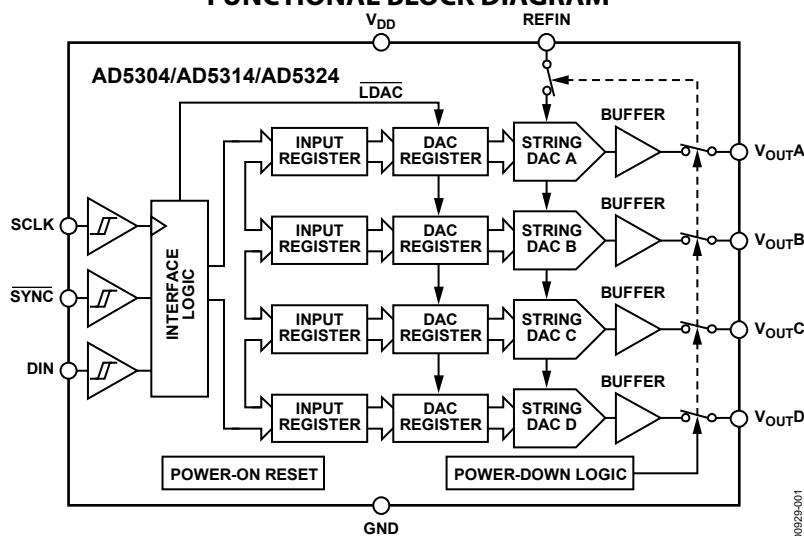 FUNCTIONAL BLOCK DIAGRAM
VDD
REFIN
AD5304/AD5314/AD5324
LDAC
INPUT
REGISTER
DAC
REGISTER
STRING
DAC A
BUFFER
VOUTA
SCLK
INPUT
REGISTER
DAC
REGISTER
STRING
DAC B
BUFFER
VOUTB
SYNC
INTERFACE
LOGIC
INPUT
REGISTER
DAC
REGISTER
STRING
DAC C
BUFFER
VOUTC
DIN
INPUT
REGISTER
DAC
REGISTER
STRING
DAC D
BUFFER
VOUTD
POWER-ON RESET
POWER-DOWN LOGIC
GND
00929-001